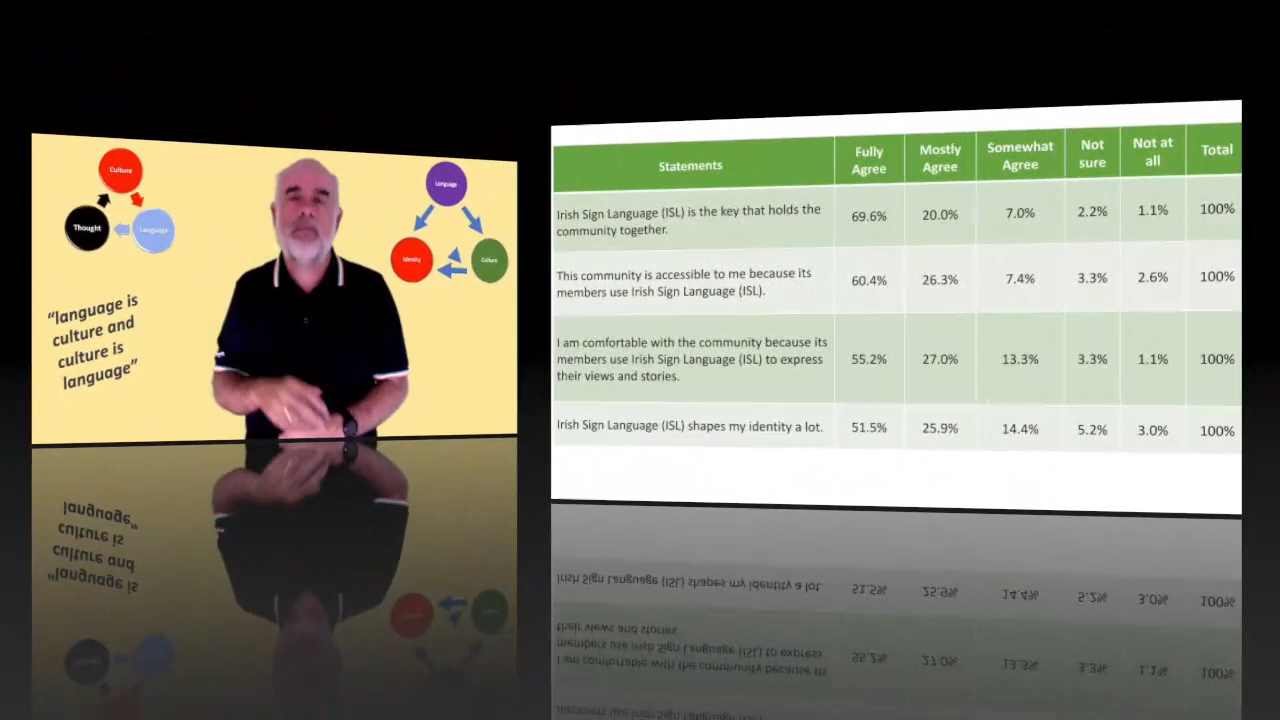 Culture
Thought
Language
"language is
culture and
culture is
language"
Language
Identity
Culture
Statements
Fully
Agree
Mostly
Agree
Somewhat
Agree
Not
sure
Not at
all
Total
Irish Sign Language (ISL) is the key that holds the
community together.
69.6%
20.0%
7.0%
2.2%
1.1%
100%
This community is accessible to me because its
members use Irish Sign Language (ISL).
60.4%
26.3%
7.4%
3.3%
2.6%
100%
I am comfortable with the community because its
members use Irish Sign Language (ISL) to express
their views and stories.
55.2%
27.0%
13.3%
3.3%
1.1%
100%
Irish Sign Language (ISL) shapes my identity a lot.
51.5%
25.9%
14.4%
5.2%
3.0%
100%